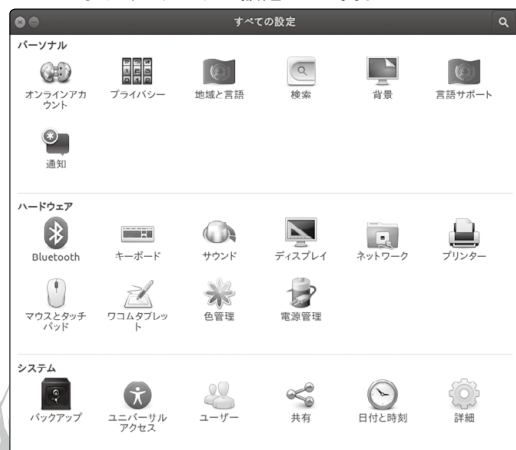 すべての設定
パーソナル
オンラインアカ
ウント
プライバシー
地域と言語
検索
背景
言語サポート
通知
ハードウェア
Bluetooth
キーボード
サウンド
ディスプレイ
ネットワーク
プリンター
マウスとタッチ
パッド
ワコムタブレッ
ト
色管理
電源管理
システム
バックアップ
ユニバーサル
アクセス
ユーザー
共有
日付と時刻
詳細